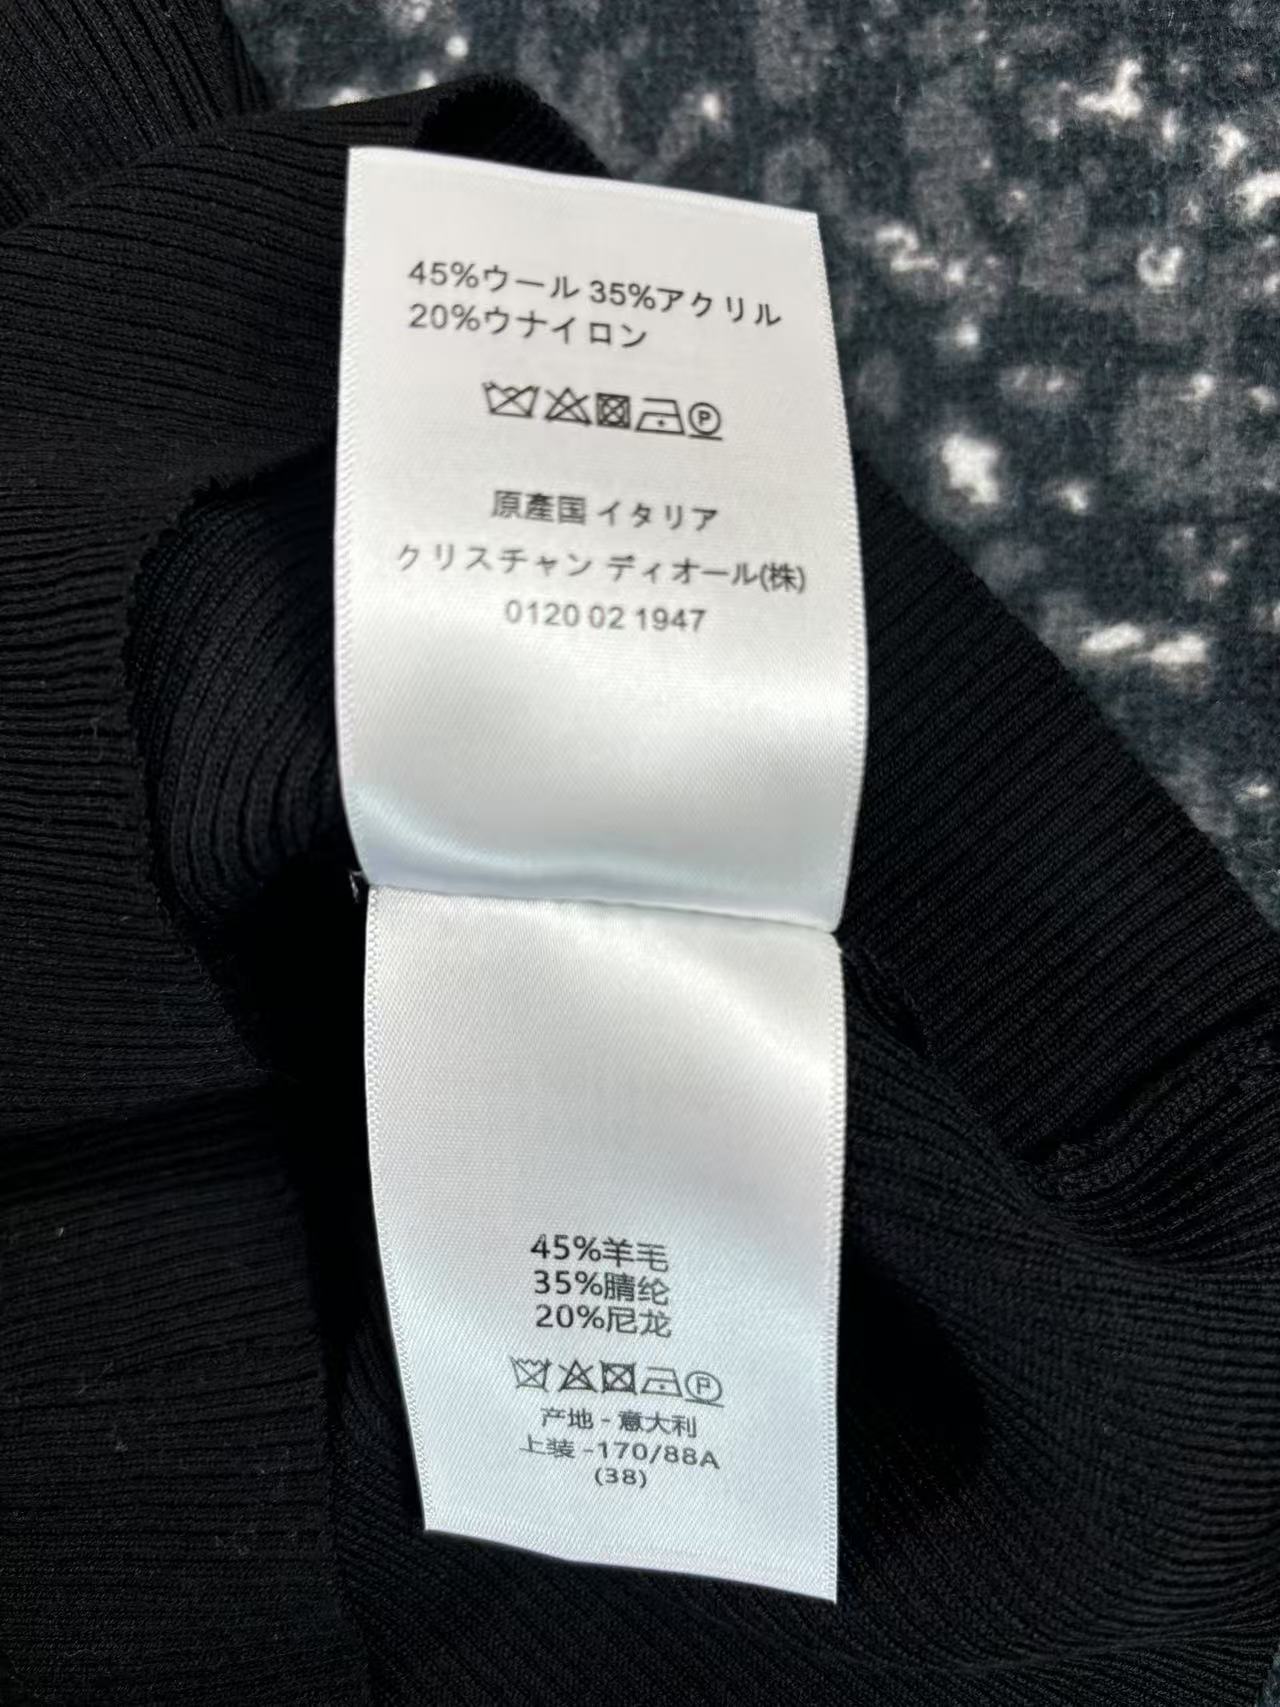 45%ウール 35%アクリル
20%ウナイロン
P
原產国 イタリア
クリスチャン ディオール(株)
0120 02 1947
45%羊毛
35%腈纶
20%尼龙
P
产地 - 意大利
上装 -170/88A
(38)